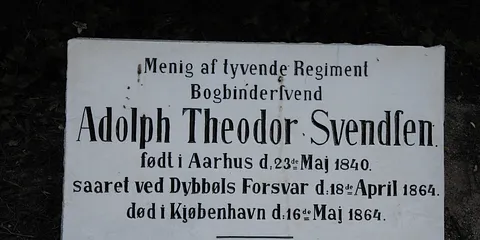 Menig af tyvende Regiment
Bogbinderſvend
Adolph Theodor Svendſen.
født i Aarhus d. 23de Maj 1840.
saaret ved Dybbøls Forsvar d: 18de April 1864.
død i Kjøbenhavn d: 16de Maj 1864.